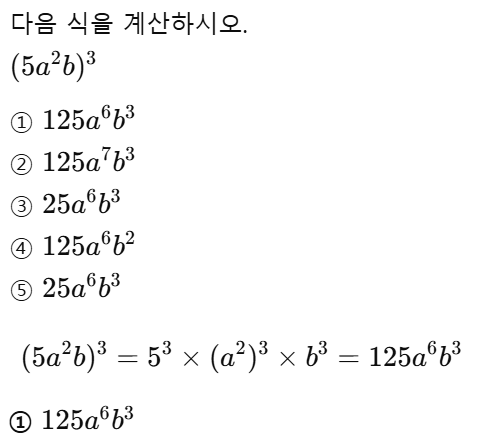 다음 식을 계산하시오.
(5a²b)³
① 125a⁶b³
② 125a⁷b³
③ 25a⁶b³
④ 125a⁶b²
⑤ 25a⁶b³
(5a²b)³ = 5³ × (a²)³ × b³ = 125a⁶b³
① 125a⁶b³